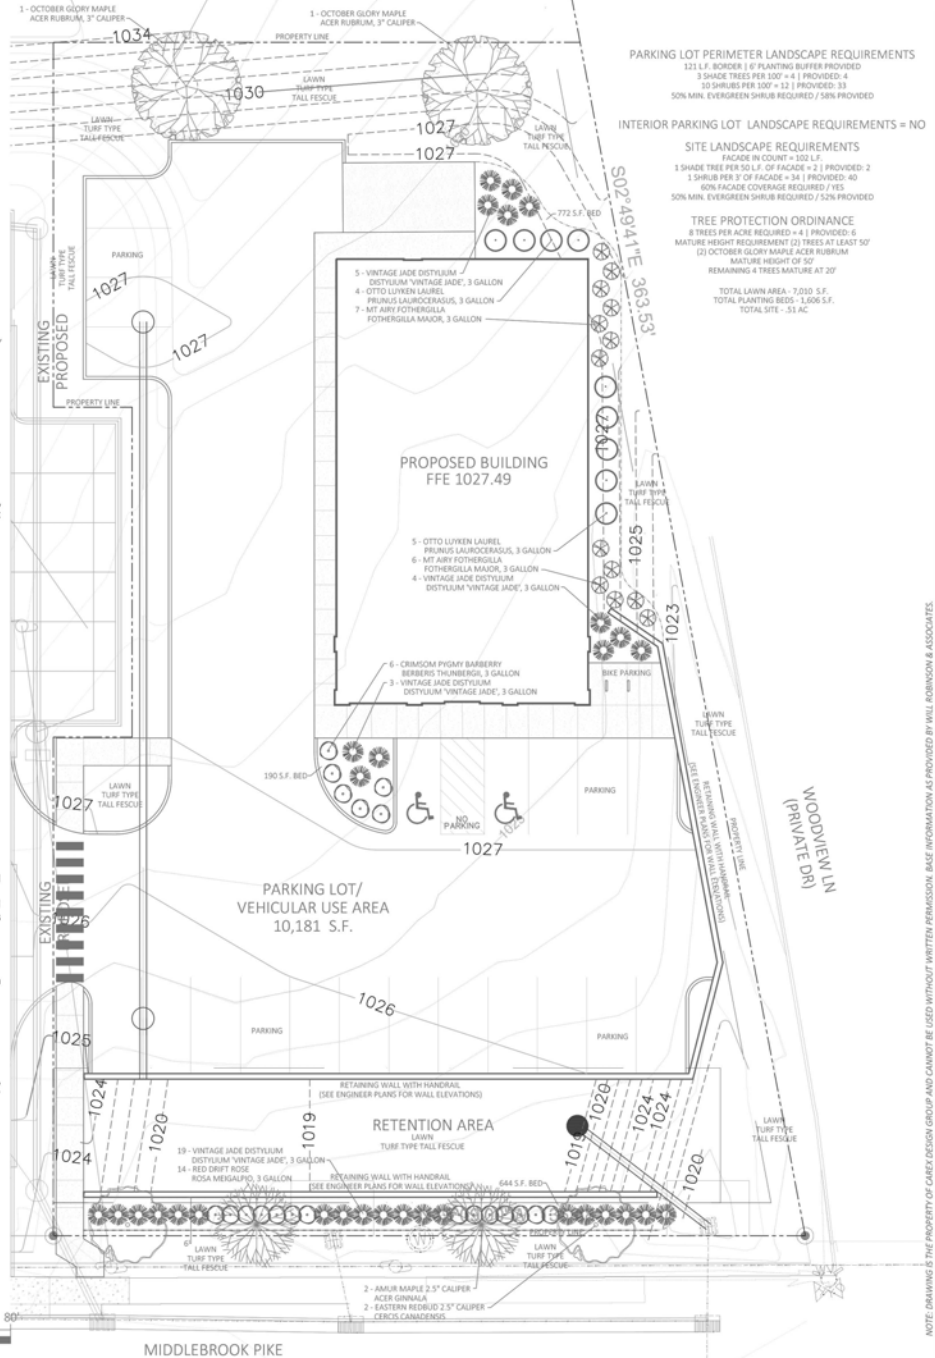 1 - OCTOBER GLORY MAPLE
ACER RUBRUM, 3" CALIPER
1 - OCTOBER GLORY MAPLE
ACER RUBRUM, 3" CALIPER
PROPERTY LINE
1034
1030
1027
1027
LAWN
TURF TYPE
TALL FESCUE
LAWN
TURF TYPE
TALL FESCUE
LAWN
TURF TYPE
TALL FESCUE
PARKING LOT PERIMETER LANDSCAPE REQUIREMENTS
121 L.F. BORDER | 6' PLANTING BUFFER PROVIDED
3 SHADE TREES PER 100' = 4 | PROVIDED: 4
10 SHRUBS PER 100' = 12 | PROVIDED: 33
50% MIN. EVERGREEN SHRUB REQUIRED / 58% PROVIDED
INTERIOR PARKING LOT LANDSCAPE REQUIREMENTS = NO
SITE LANDSCAPE REQUIREMENTS
FACADE IN COUNT = 102 L.F.
1 SHADE TREE PER 50 L.F. OF FACADE = 2 | PROVIDED: 2
1 SHRUB PER 3' OF FACADE = 34 | PROVIDED: 40
60% FACADE COVERAGE REQUIRED / YES
50% MIN. EVERGREEN SHRUB REQUIRED / 52% PROVIDED
TREE PROTECTION ORDINANCE
8 TREES PER ACRE REQUIRED = 4 | PROVIDED: 6
MATURE HEIGHT REQUIREMENT (2) TREES AT LEAST 50'
(2) OCTOBER GLORY MAPLE ACER RUBRUM
MATURE HEIGHT OF 50'
REMAINING 4 TREES MATURE AT 20'
TOTAL LAWN AREA - 7,010 S.F.
TOTAL PLANTING BEDS - 1,606 S.F.
TOTAL SITE - .51 AC
S02°49'41"E 363.53'
772 S.F. BED
PARKING
LAWN
TURF TYPE
TALL FESCUE
1027
1027
EXISTING
PROPOSED
PROPERTY LINE
5 - VINTAGE JADE DISTYLIUM
DISTYLIUM 'VINTAGE JADE', 3 GALLON
4 - OTTO LUYKEN LAUREL
PRUNUS LAUROCERASUS, 3 GALLON
7 - MT AIRY FOTHERGILLA
FOTHERGILLA MAJOR, 3 GALLON
PROPOSED BUILDING
FFE 1027.49
LAWN
TURF TYPE
TALL FESCUE
1025
1023
5 - OTTO LUYKEN LAUREL
PRUNUS LAUROCERASUS, 3 GALLON
6 - MT AIRY FOTHERGILLA
FOTHERGILLA MAJOR, 3 GALLON
4 - VINTAGE JADE DISTYLIUM
DISTYLIUM 'VINTAGE JADE', 3 GALLON
6 - CRIMSOM PYGMY BARBERRY
BERBERIS THUNBERGII, 3 GALLON
3 - VINTAGE JADE DISTYLIUM
DISTYLIUM 'VINTAGE JADE', 3 GALLON
BIKE PARKING
LAWN
TURF TYPE
TALL FESCUE
190 S.F. BED
LAWN
TURF TYPE
TALL FESCUE
1027
NO
PARKING
PARKING
1027
RETAINING WALL WITH HANDRAIL
(SEE ENGINEER PLANS FOR WALL ELEVATIONS)
PROPERTY LINE
WOODVIEW LN
(PRIVATE DR)
EXISTING
PARKING LOT/
VEHICULAR USE AREA
10,181 S.F.
1026
1026
PARKING
PARKING
1025
1024
1024
1020
1019
RETAINING WALL WITH HANDRAIL
(SEE ENGINEER PLANS FOR WALL ELEVATIONS)
RETENTION AREA
LAWN
TURF TYPE TALL FESCUE
1019
1020
1024
1024
1020
LAWN
TURF TYPE
TALL FESCUE
19 - VINTAGE JADE DISTYLIUM
DISTYLIUM 'VINTAGE JADE', 3 GALLON
14 - RED DRIFT ROSE
ROSA MEIGALPIO, 3 GALLON
RETAINING WALL WITH HANDRAIL
(SEE ENGINEER PLANS FOR WALL ELEVATIONS)
644 S.F. BED
PROPERTY LINE
6'
LAWN
TURF TYPE
TALL FESCUE
LAWN
TURF TYPE
TALL FESCUE
2 - AMUR MAPLE 2.5" CALIPER
ACER GINNALA
2 - EASTERN REDBUD 2.5" CALIPER
CERCIS CANADENSIS
80'
MIDDLEBROOK PIKE
NOTE: DRAWING IS THE PROPERTY OF CAREX DESIGN GROUP AND CANNOT BE USED WITHOUT WRITTEN PERMISSION. BASE INFORMATION AS PROVIDED BY WILL ROBINSON & ASSOCIATES.